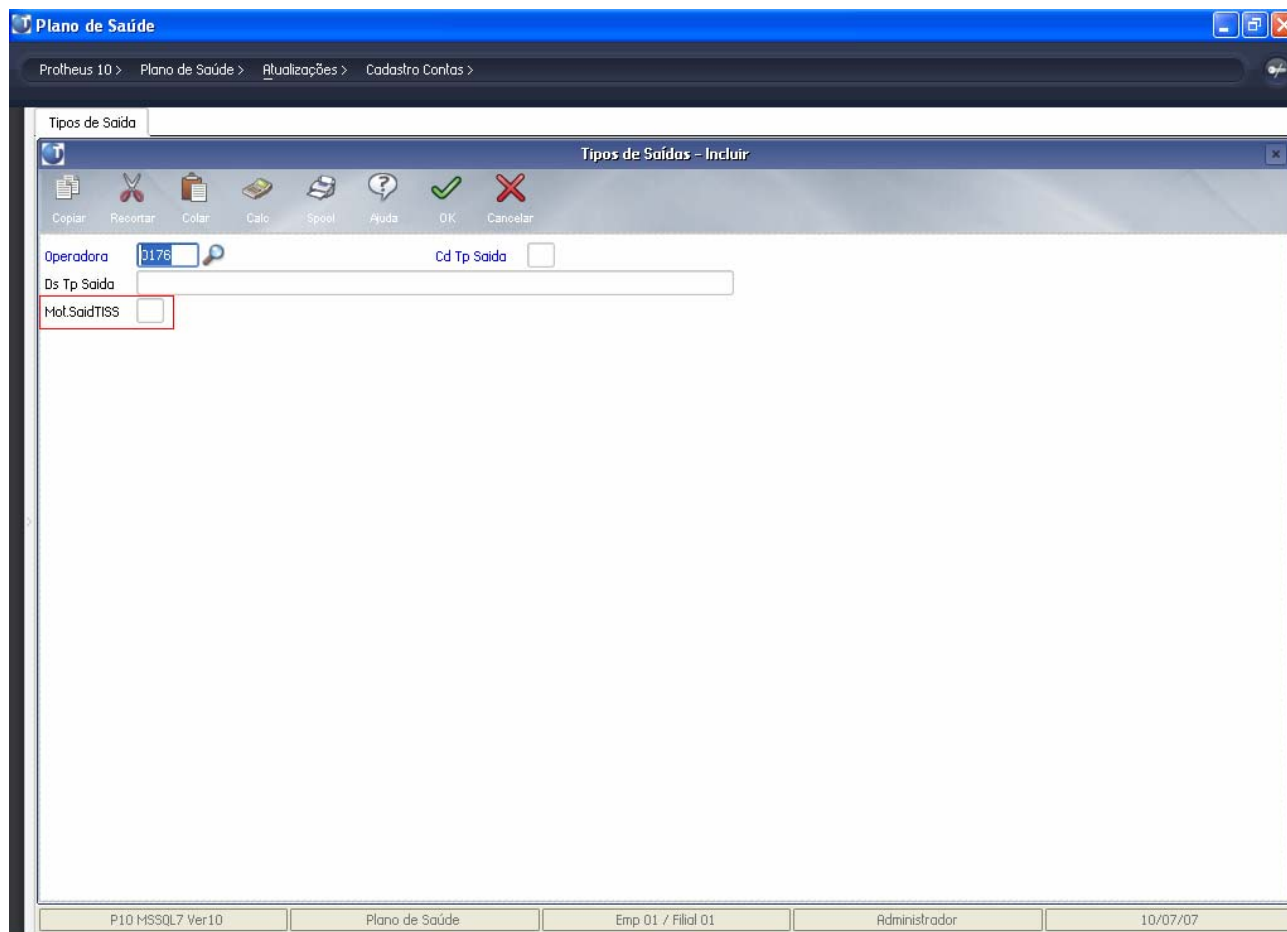 Plano de Saúde
Protheus 10 > Plano de Saúde > Atualizações > Cadastro Contas >
Tipos de Saída
Tipos de Saídas - Incluir
Copiar Recortar Colar Calc Spool Ajuda OK Cancelar
Operadora 0176 Cd Tp Saida
Ds Tp Saida
Mot.SaidTISS
P10 MSSQL7 Ver10 Plano de Saúde Emp 01 / Filial 01 Administrador 10/07/07